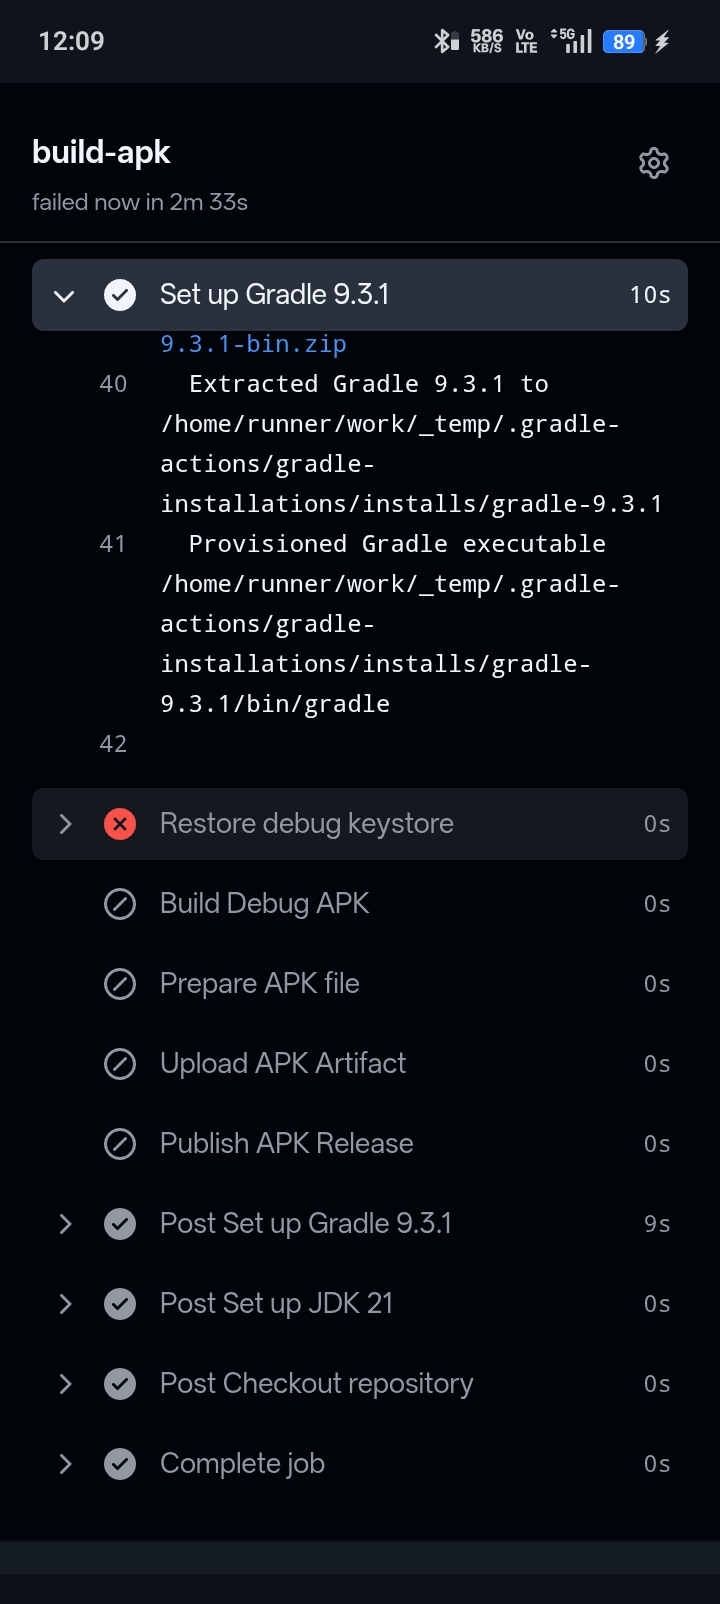 12:09
586 KB/S Vo LTE 5G 89
build-apk
failed now in 2m 33s
Set up Gradle 9.3.1 10s
9.3.1-bin.zip
40 Extracted Gradle 9.3.1 to
/home/runner/work/_temp/.gradle-
actions/gradle-
installations/installs/gradle-9.3.1
41 Provisioned Gradle executable
/home/runner/work/_temp/.gradle-
actions/gradle-
installations/installs/gradle-
9.3.1/bin/gradle
42
Restore debug keystore 0s
Build Debug APK 0s
Prepare APK file 0s
Upload APK Artifact 0s
Publish APK Release 0s
Post Set up Gradle 9.3.1 9s
Post Set up JDK 21 0s
Post Checkout repository 0s
Complete job 0s